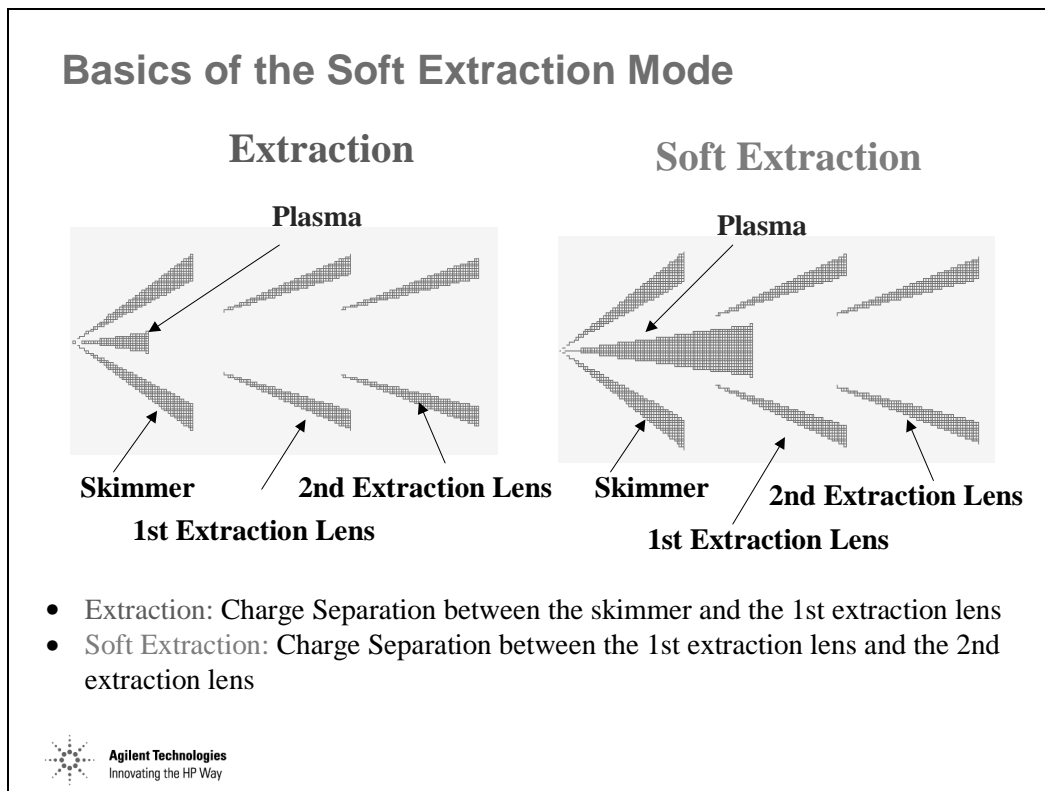 Basics of the Soft Extraction Mode
Extraction
Soft Extraction
Plasma
Plasma
Skimmer
2nd Extraction Lens
1st Extraction Lens
Skimmer
2nd Extraction Lens
1st Extraction Lens
• Extraction: Charge Separation between the skimmer and the 1st extraction lens
• Soft Extraction: Charge Separation between the 1st extraction lens and the 2nd
extraction lens
Agilent Technologies
Innovating the HP Way